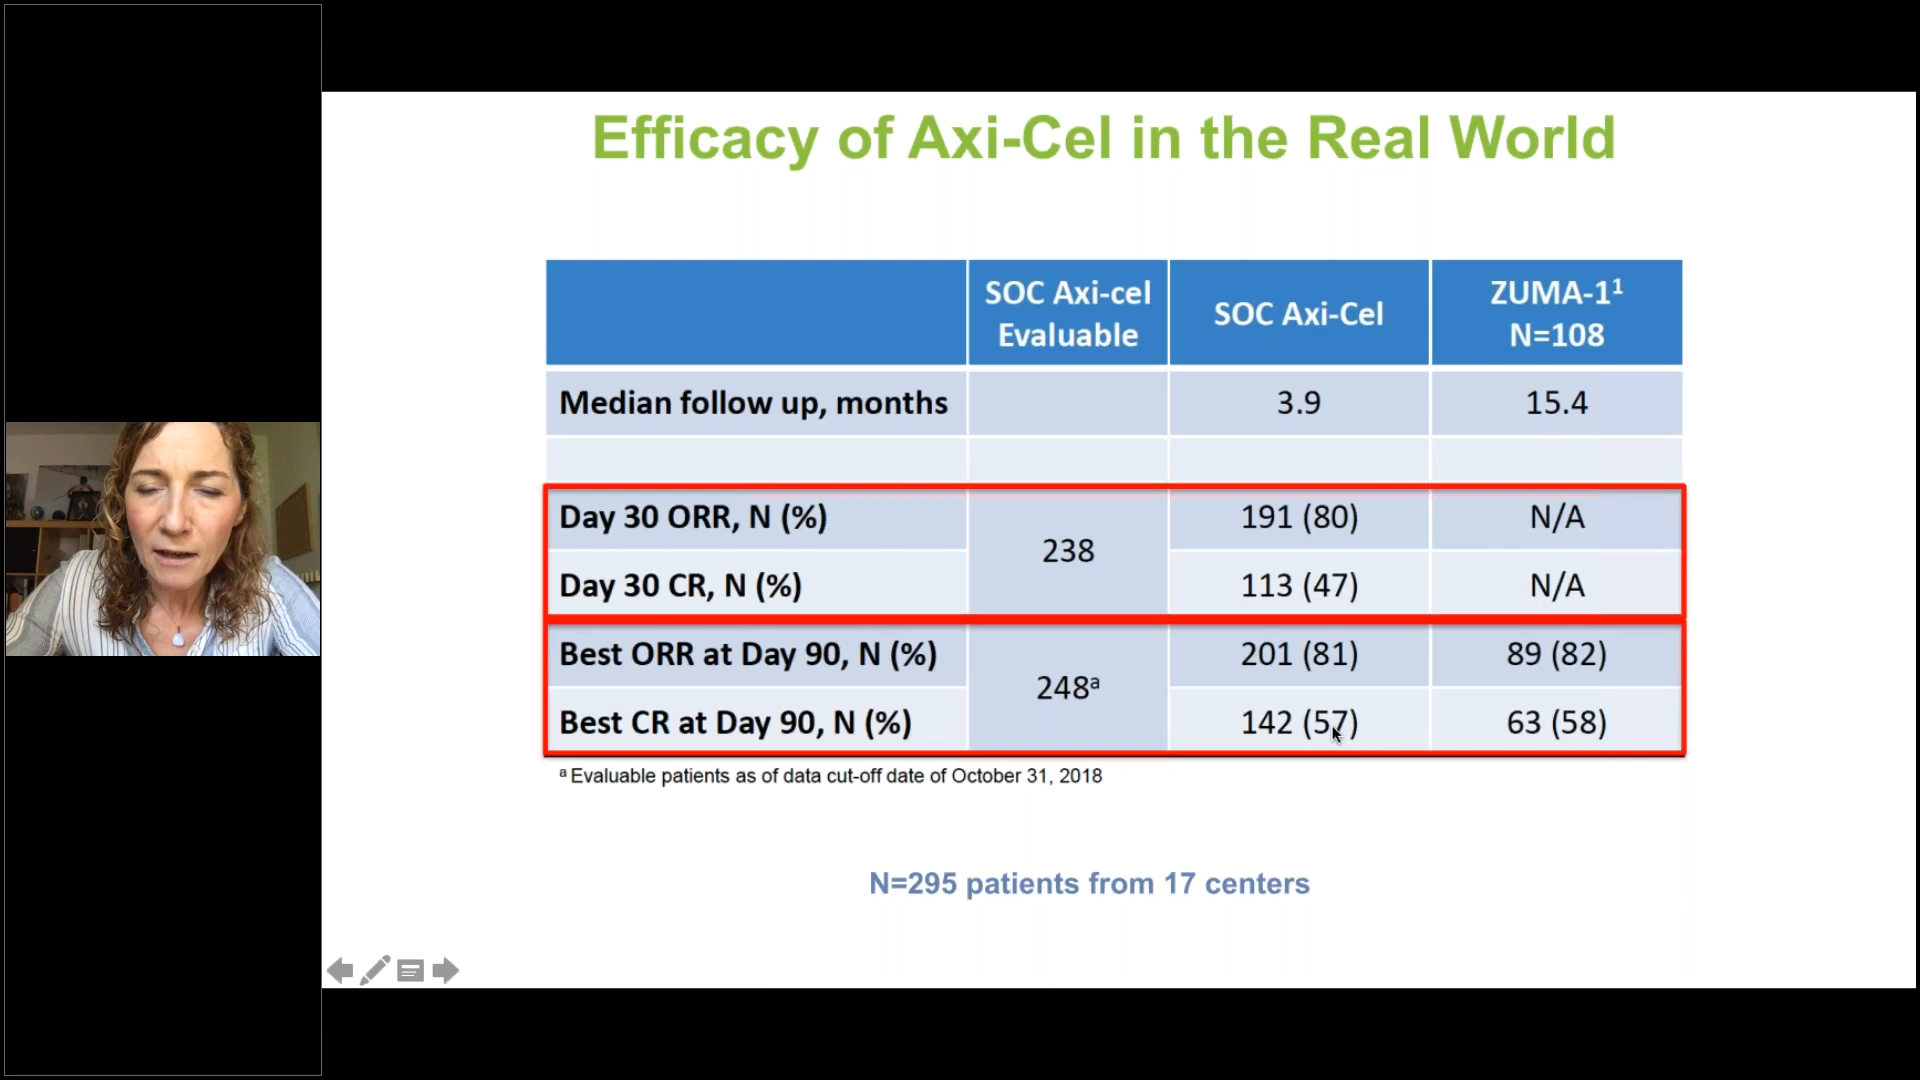 Efficacy of Axi-Cel in the Real World
SOC Axi-cel Evaluable
SOC Axi-Cel
ZUMA-1¹ N=108
Median follow up, months
3.9
15.4
Day 30 ORR, N (%)
238
191 (80)
N/A
Day 30 CR, N (%)
113 (47)
N/A
Best ORR at Day 90, N (%)
248ᵃ
201 (81)
89 (82)
Best CR at Day 90, N (%)
142 (57)
63 (58)
ᵃ Evaluable patients as of data cut-off date of October 31, 2018
N=295 patients from 17 centers